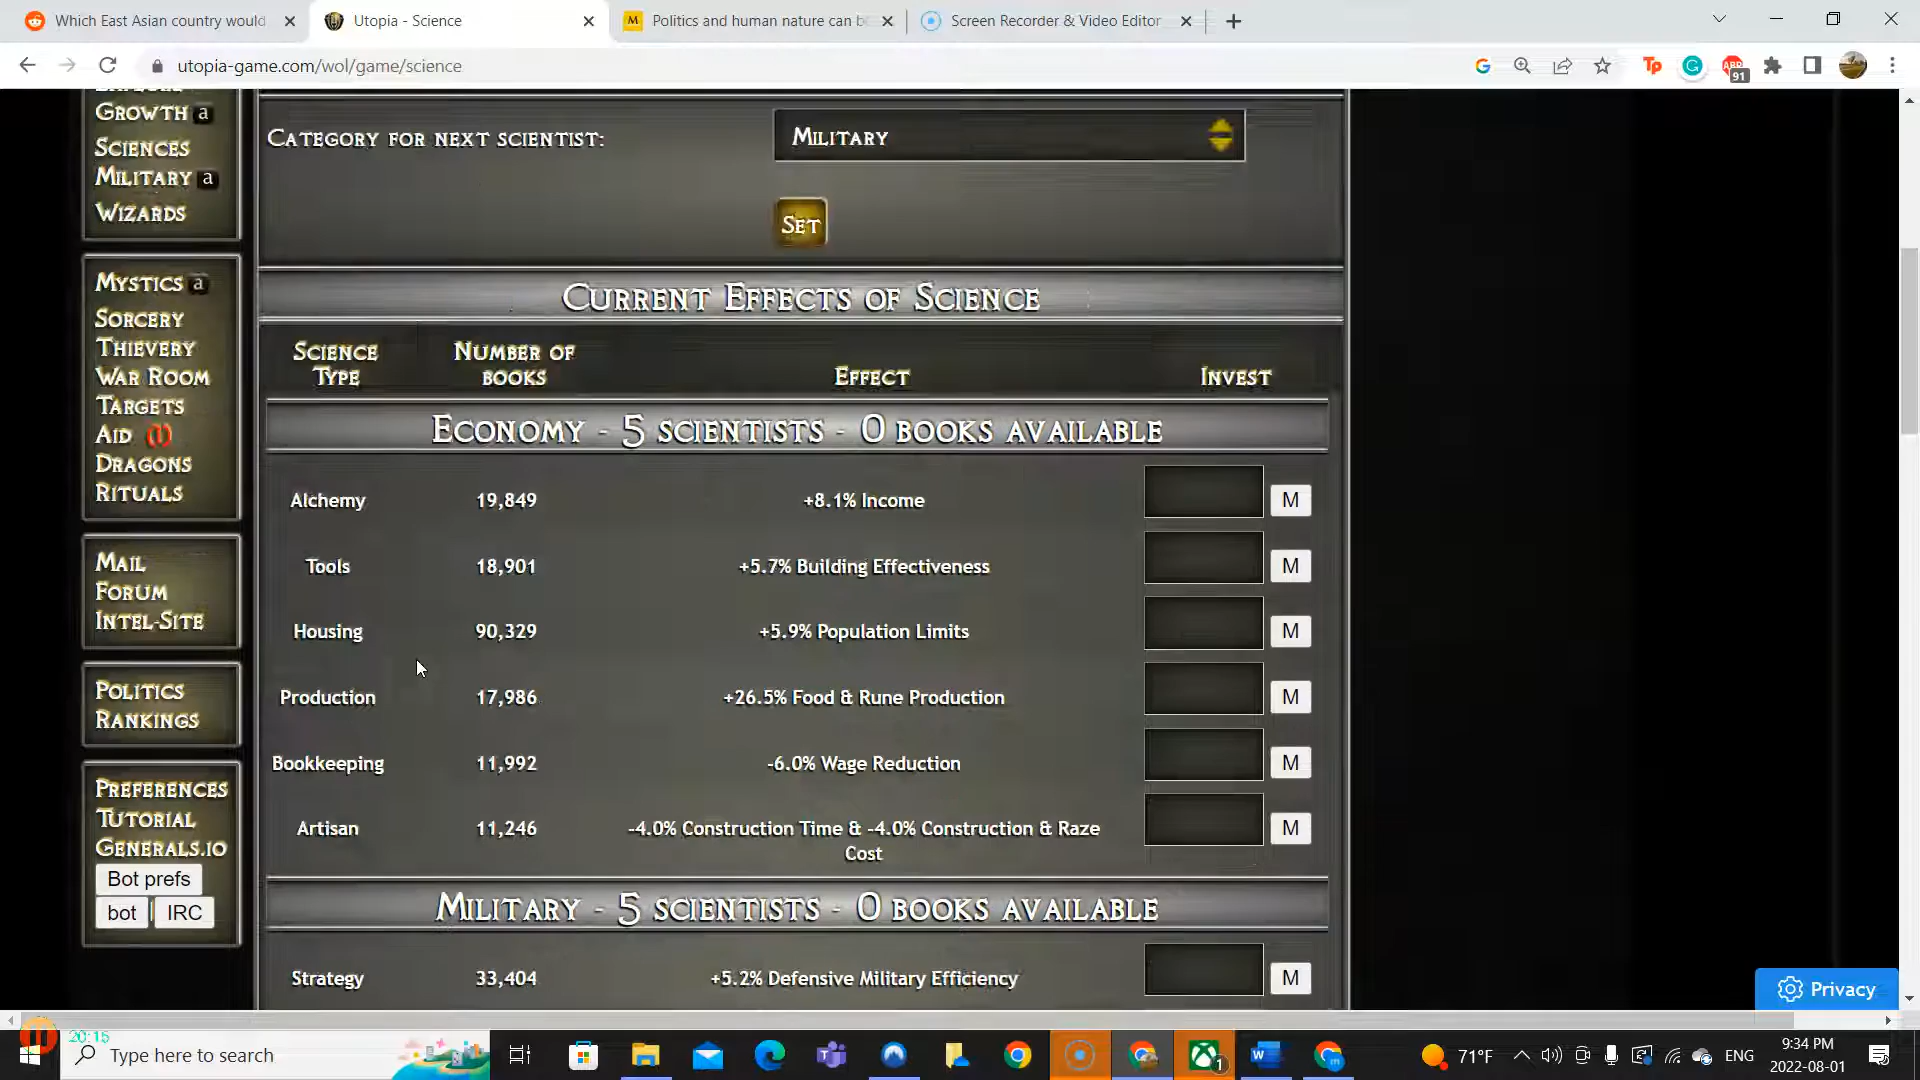 Which East Asian country would
Utopia - Science
Politics and human nature can b
Screen Recorder & Video Editor
utopia-game.com/wol/game/science
91
Growth a
Sciences
Military a
Wizards
Mystics a
Sorcery
Thievery
War Room
Targets
Aid (1)
Dragons
Rituals
Mail
Forum
Intel-Site
Politics
Rankings
Preferences
Tutorial
Generals.io
Bot prefs
bot IRC
Category for next scientist: Military
Set
Current Effects of Science
Science Type
Number of books
Effect
Invest
Economy - 5 scientists - 0 books available
Alchemy 19,849 +8.1% Income M
Tools 18,901 +5.7% Building Effectiveness M
Housing 90,329 +5.9% Population Limits M
Production 17,986 +26.5% Food & Rune Production M
Bookkeeping 11,992 -6.0% Wage Reduction M
Artisan 11,246 -4.0% Construction Time & -4.0% Construction & Raze M
Cost
Military - 5 scientists - 0 books available
Strategy 33,404 +5.2% Defensive Military Efficiency M
Privacy
20:15
Type here to search
1
71°F
ENG
9:34 PM
2022-08-01